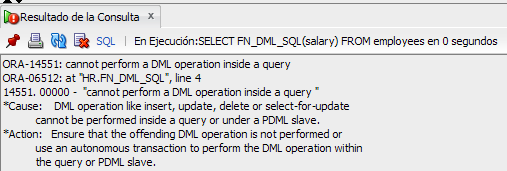 Resultado de la Consulta x
SQL | En Ejecución:SELECT FN_DML_SQL(salary) FROM employees en 0 segundos
ORA-14551: cannot perform a DML operation inside a query
ORA-06512: at "HR.FN_DML_SQL", line 4
14551. 00000 - "cannot perform a DML operation inside a query "
*Cause: DML operation like insert, update, delete or select-for-update
cannot be performed inside a query or under a PDML slave.
*Action: Ensure that the offending DML operation is not performed or
use an autonomous transaction to perform the DML operation within
the query or PDML slave.